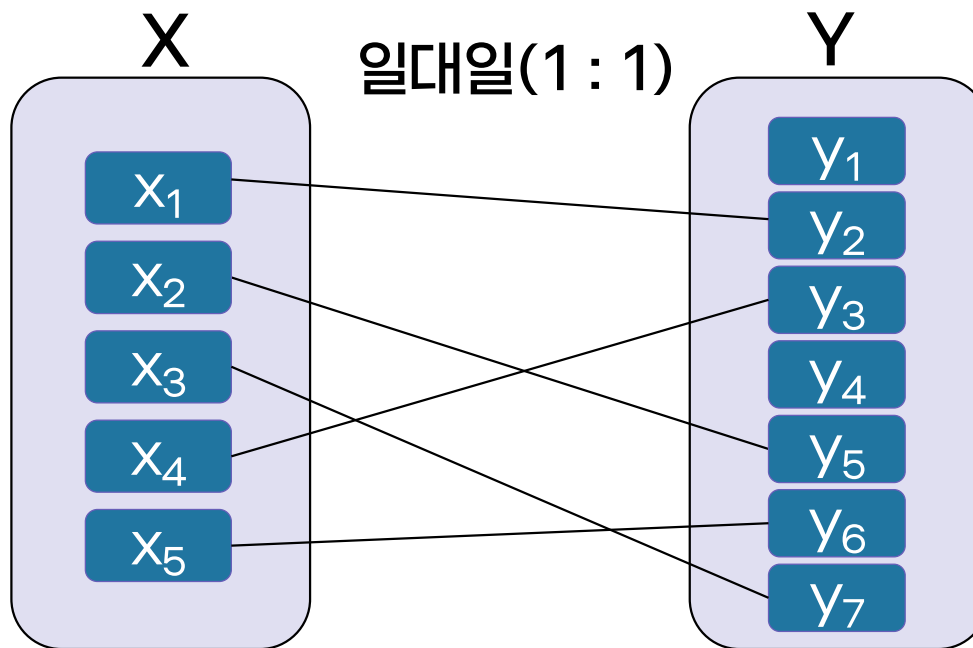 X
일대일(1 : 1)
Y
x₁
x₂
x₃
x₄
x₅
y₁
y₂
y₃
y₄
y₅
y₆
y₇